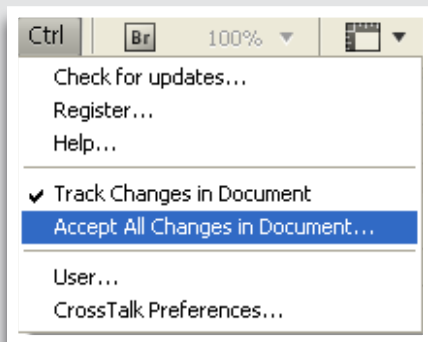 Ctrl Br 100%
Check for updates...
Register...
Help...
Track Changes in Document
Accept All Changes in Document...
User...
CrossTalk Preferences...